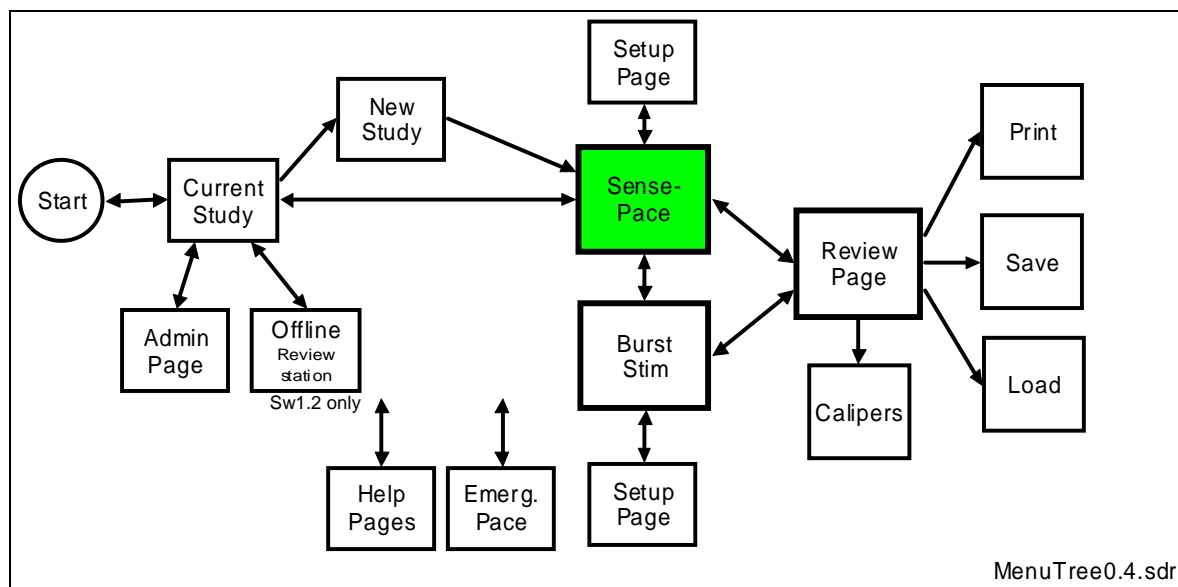 Setup
Page
New
Study
Print
Start
Current
Study
Sense-
Pace
Review
Page
Save
Admin
Page
Offline
Review
station
Sw1.2 only
Burst
Stim
Calipers
Load
Help
Pages
Emerg.
Pace
Setup
Page
MenuTree0.4.sdr